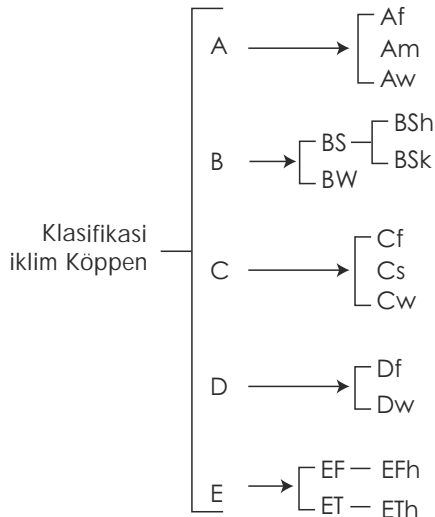 Klasifikasi
iklim Köppen
A
Af
Am
Aw
B
BS
BSh
BSk
BW
C
Cf
Cs
Cw
D
Df
Dw
E
EF
EFh
ET
ETh